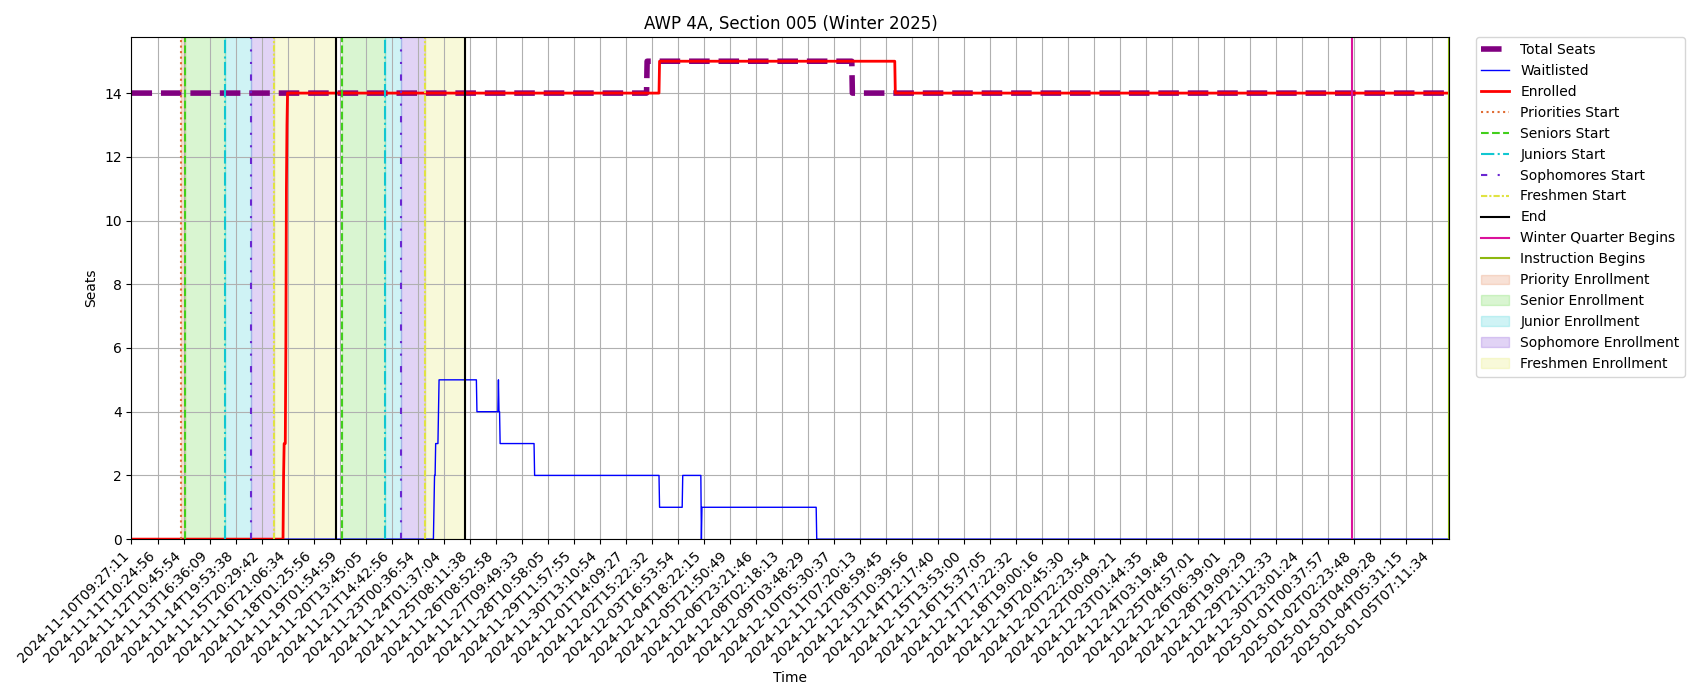 AWP 4A, Section 005 (Winter 2025)
Seats
14
12
10
8
6
4
2
0
2024-11-10T09:27:11
2024-11-11T10:24:56
2024-11-12T10:45:54
2024-11-13T16:36:09
2024-11-14T19:53:38
2024-11-15T20:29:42
2024-11-16T21:06:34
2024-11-18T01:25:56
2024-11-19T01:54:59
2024-11-20T13:45:05
2024-11-21T14:42:56
2024-11-23T00:36:54
2024-11-24T01:37:04
2024-11-25T08:11:38
2024-11-26T08:52:58
2024-11-27T09:49:33
2024-11-28T10:58:05
2024-11-29T11:57:55
2024-11-30T13:10:54
2024-12-01T14:09:27
2024-12-02T15:22:32
2024-12-03T16:53:54
2024-12-04T18:22:15
2024-12-05T21:50:49
2024-12-06T23:21:46
2024-12-08T02:18:13
2024-12-09T03:48:29
2024-12-10T05:30:37
2024-12-11T07:20:13
2024-12-12T08:59:45
2024-12-13T10:39:56
2024-12-14T12:17:40
2024-12-15T13:53:00
2024-12-16T15:37:05
2024-12-17T17:22:32
2024-12-18T19:00:16
2024-12-19T20:45:30
2024-12-20T22:23:54
2024-12-22T00:09:21
2024-12-23T01:44:35
2024-12-24T03:19:48
2024-12-25T04:57:01
2024-12-26T06:39:01
2024-12-28T19:09:29
2024-12-29T21:12:33
2024-12-30T23:01:24
2025-01-01T00:37:57
2025-01-02T02:23:48
2025-01-03T04:09:28
2025-01-04T05:31:15
2025-01-05T07:11:34
Time
Total Seats
Waitlisted
Enrolled
Priorities Start
Seniors Start
Juniors Start
Sophomores Start
Freshmen Start
End
Winter Quarter Begins
Instruction Begins
Priority Enrollment
Senior Enrollment
Junior Enrollment
Sophomore Enrollment
Freshmen Enrollment